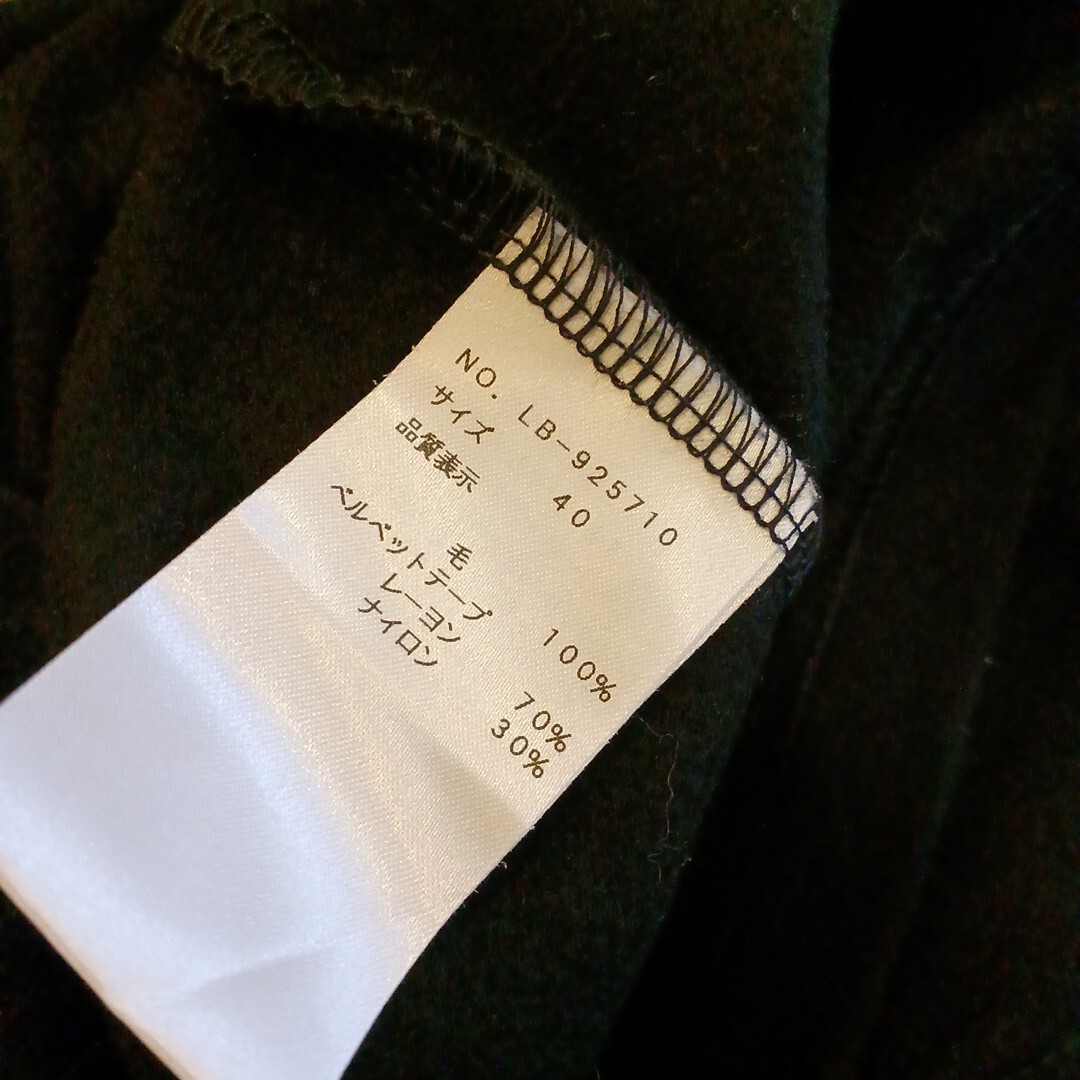 NO. LB-925710
サイズ 40
品質表示
毛 100%
ベルベットテープ
レーヨン 70%
ナイロン 30%